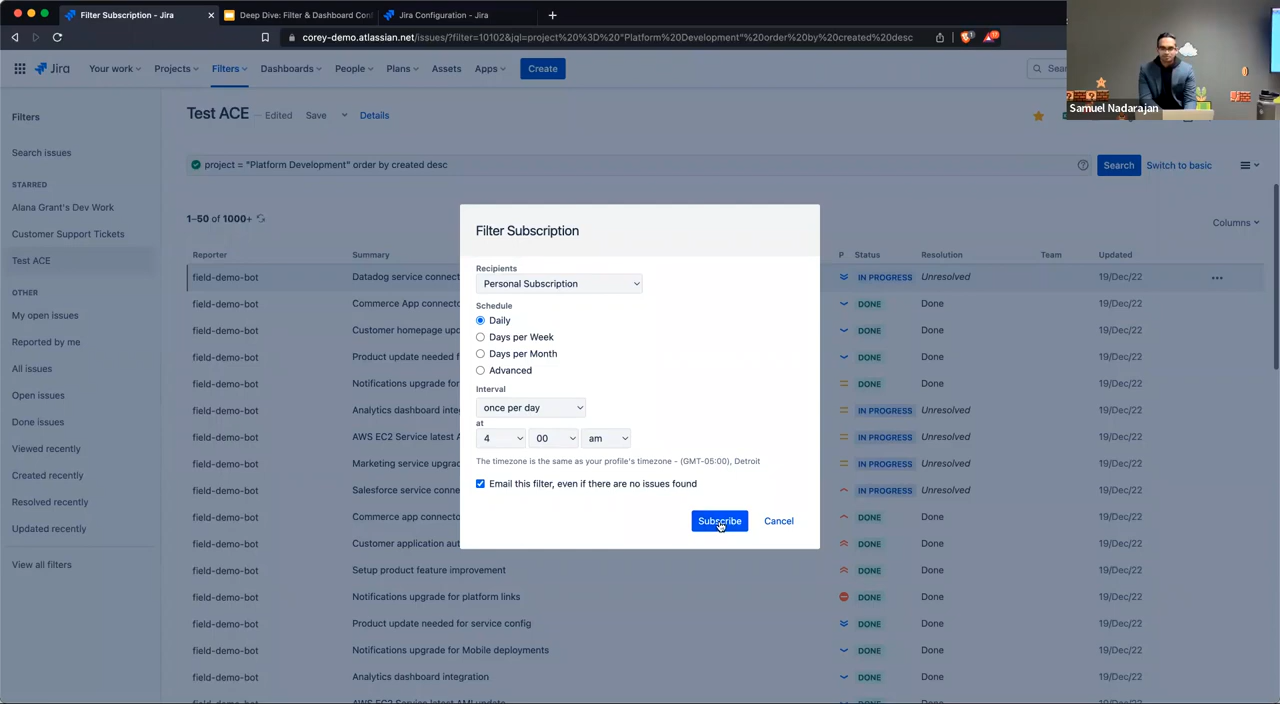 Filter Subscription - Jira
Deep Dive: Filter & Dashboard Conf
Jira Configuration - Jira
corey-demo.atlassian.net/issues/?filter=10102&jql=project%20%3D%20"Platform%20Development"%20order%20by%20created%20desc
Jira
Your work
Projects
Filters
Dashboards
People
Plans
Assets
Apps
Create
Samuel Nadarajan
Filters
Search issues
STARRED
Alana Grant's Dev Work
Customer Support Tickets
Test ACE
OTHER
My open issues
Reported by me
All issues
Open issues
Done issues
Viewed recently
Created recently
Resolved recently
Updated recently
View all filters
Test ACE
Edited
Save
Details
project = "Platform Development" order by created desc
Search
Switch to basic
1-50 of 1000+
Columns
Reporter Summary P Status Resolution Team Updated
field-demo-bot Datadog service connect IN PROGRESS Unresolved 19/Dec/22
field-demo-bot Commerce App connecto DONE Done 19/Dec/22
field-demo-bot Customer homepage up DONE Done 19/Dec/22
field-demo-bot Product update needed f DONE Done 19/Dec/22
field-demo-bot Notifications upgrade for DONE Done 19/Dec/22
field-demo-bot Analytics dashboard inte IN PROGRESS Unresolved 19/Dec/22
field-demo-bot AWS EC2 Service latest A IN PROGRESS Unresolved 19/Dec/22
field-demo-bot Marketing service upgrad IN PROGRESS Unresolved 19/Dec/22
field-demo-bot Salesforce service conne IN PROGRESS Unresolved 19/Dec/22
field-demo-bot Commerce app connecto DONE Done 19/Dec/22
field-demo-bot Customer application aut DONE Done 19/Dec/22
field-demo-bot Setup product feature improvement DONE Done 19/Dec/22
field-demo-bot Notifications upgrade for platform links DONE Done 19/Dec/22
field-demo-bot Product update needed for service config DONE Done 19/Dec/22
field-demo-bot Notifications upgrade for Mobile deployments DONE Done 19/Dec/22
field-demo-bot Analytics dashboard integration DONE Done 19/Dec/22
Filter Subscription
Recipients
Personal Subscription
Schedule
Daily
Days per Week
Days per Month
Advanced
Interval
once per day
at
4 00 am
The timezone is the same as your profile's timezone - (GMT-05:00), Detroit
Email this filter, even if there are no issues found
Subscribe
Cancel